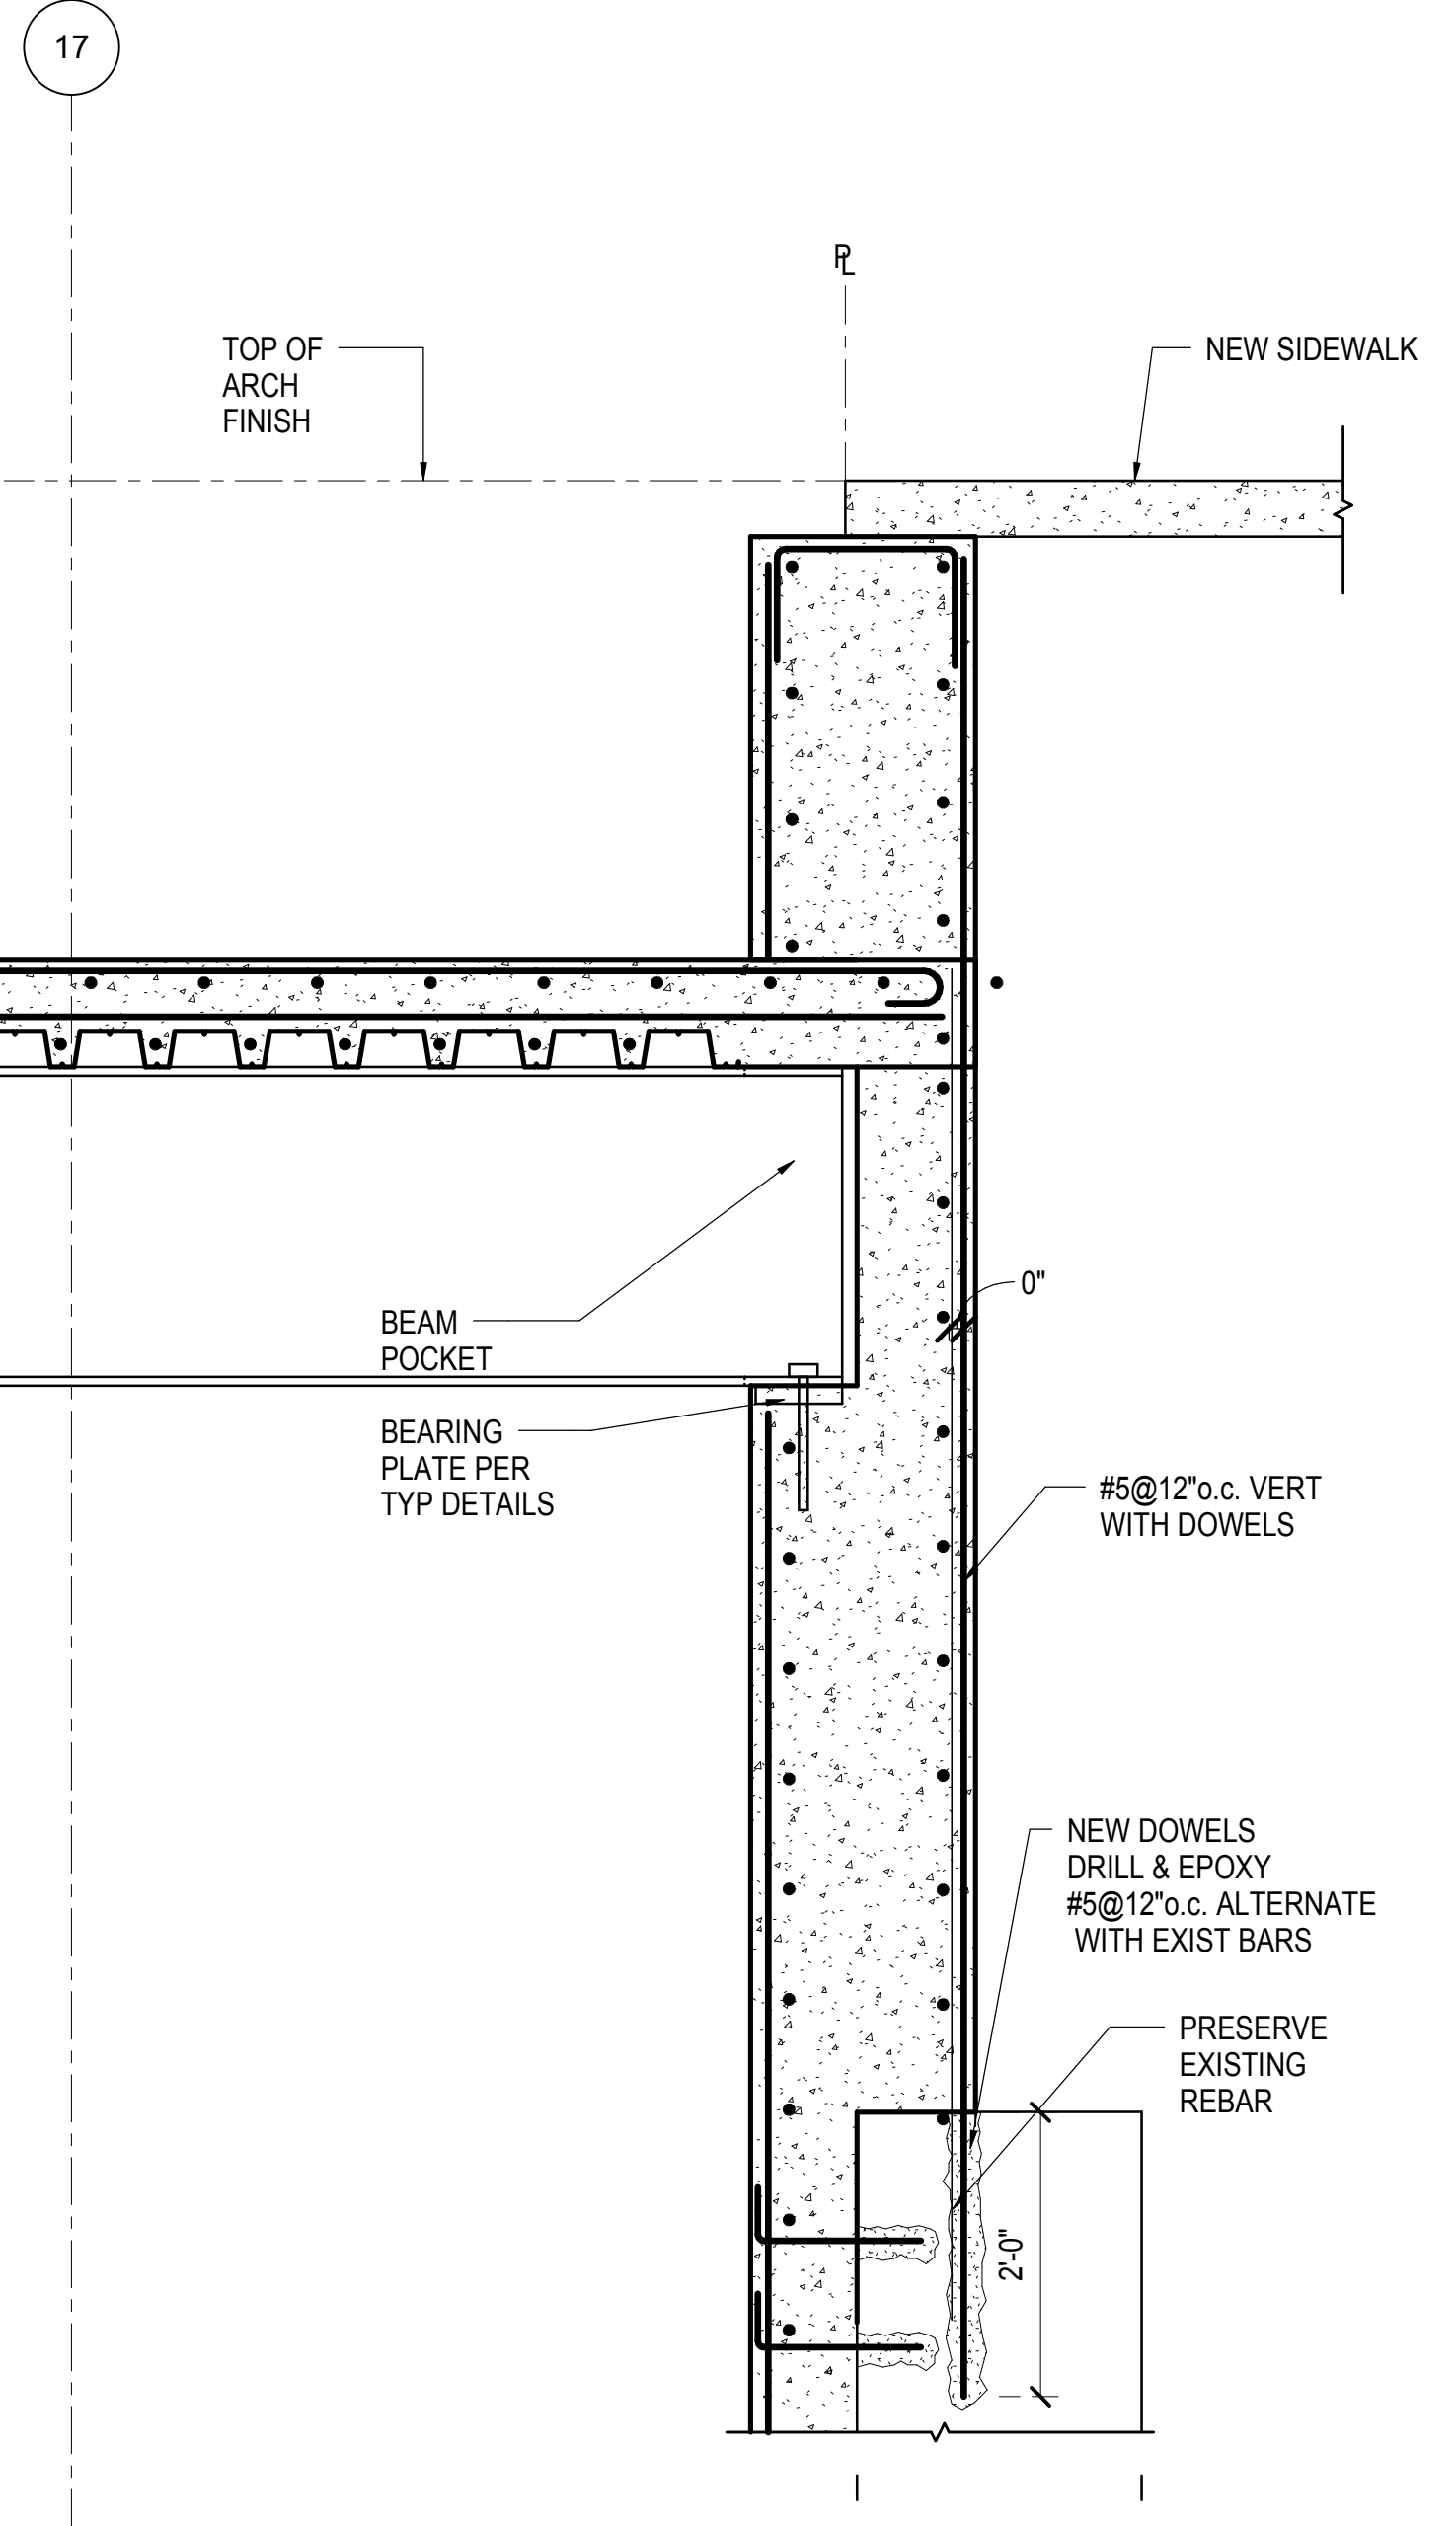 17
℄
TOP OF
ARCH
FINISH
NEW SIDEWALK
BEAM
POCKET
0"
BEARING
PLATE PER
TYP DETAILS
#5@12"o.c. VERT
WITH DOWELS
NEW DOWELS
DRILL & EPOXY
#5@12"o.c. ALTERNATE
WITH EXIST BARS
PRESERVE
EXISTING
REBAR
2'-0"